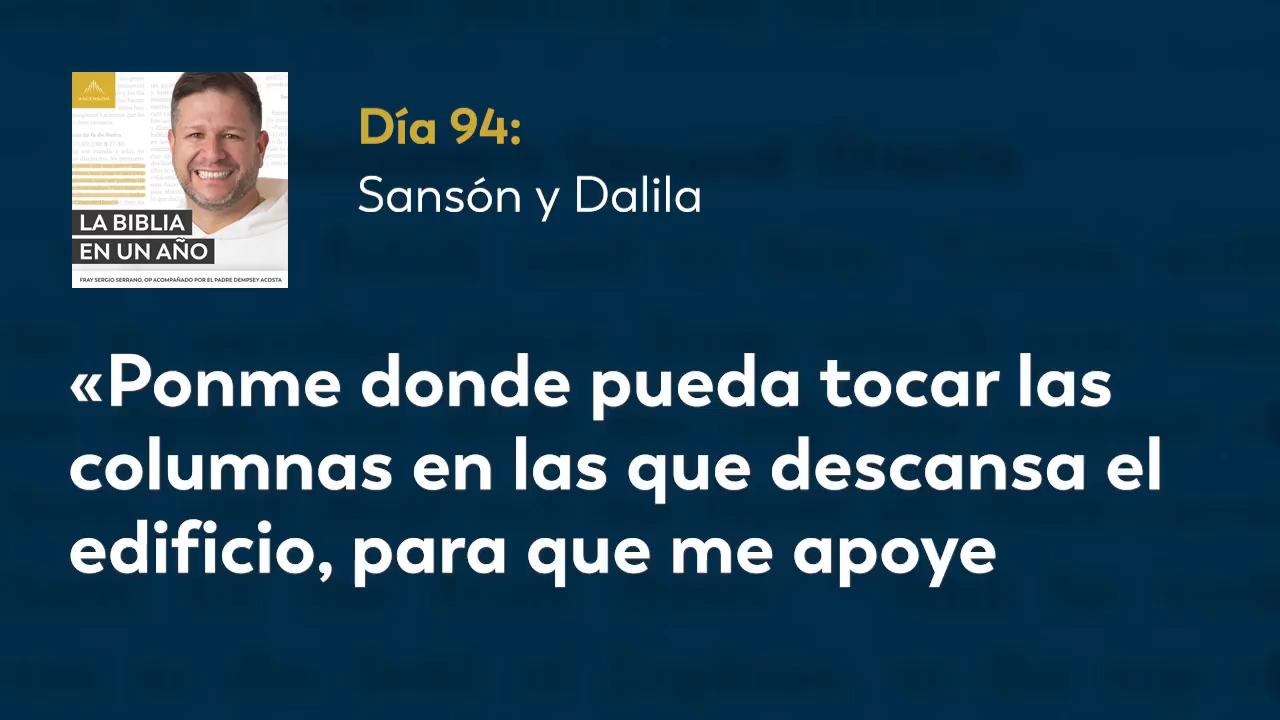 ASCENSION
LA BIBLIA
EN UN AÑO
FRAY SERGIO SERRANO, OP ACOMPAÑADO POR EL PADRE DEMPSEY ACOSTA
Día 94:
Sansón y Dalila
«Ponme donde pueda tocar las
columnas en las que descansa el
edificio, para que me apoye